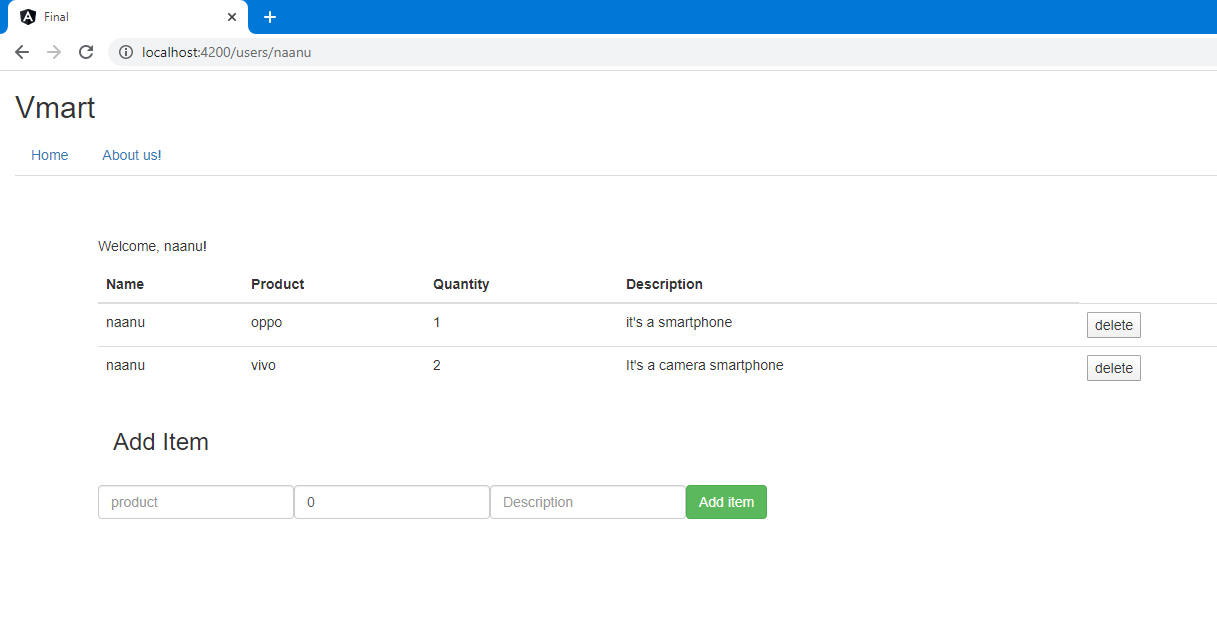 Final
localhost:4200/users/naanu
Vmart
Home About us!
Welcome, naanu!
Name Product Quantity Description
naanu oppo 1 it's a smartphone delete
naanu vivo 2 It's a camera smartphone delete
Add Item
product 0 Description Add item